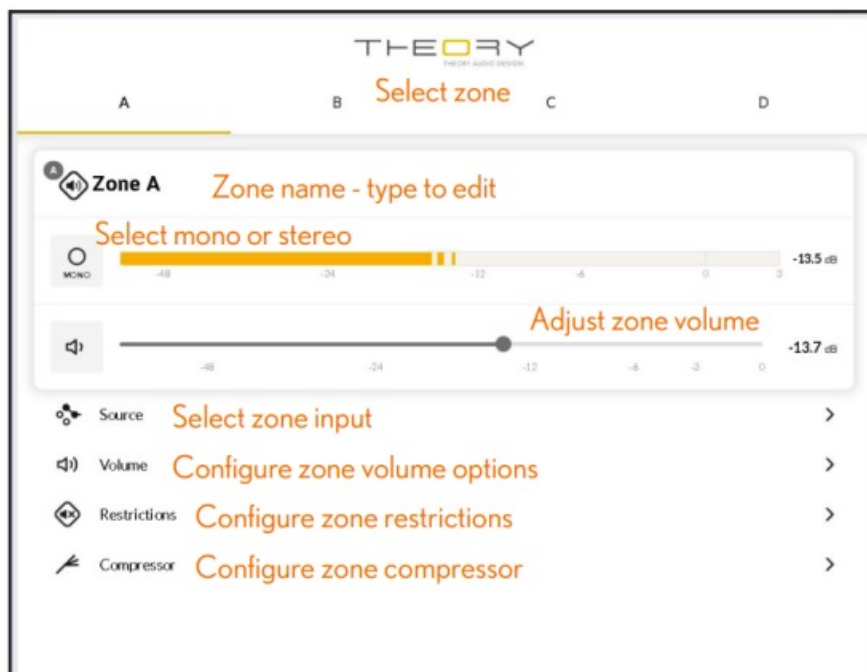 THEORY
THEORY AUDIO DESIGN
A B Select zone C D
A Zone A Zone name - type to edit
Select mono or stereo
MONO -48 -24 -12 -6 0 3 -13.5 dB
Adjust zone volume
-13.7 dB
-48 -24 -12 -6 -3 0
Source Select zone input
Volume Configure zone volume options
Restrictions Configure zone restrictions
Compressor Configure zone compressor